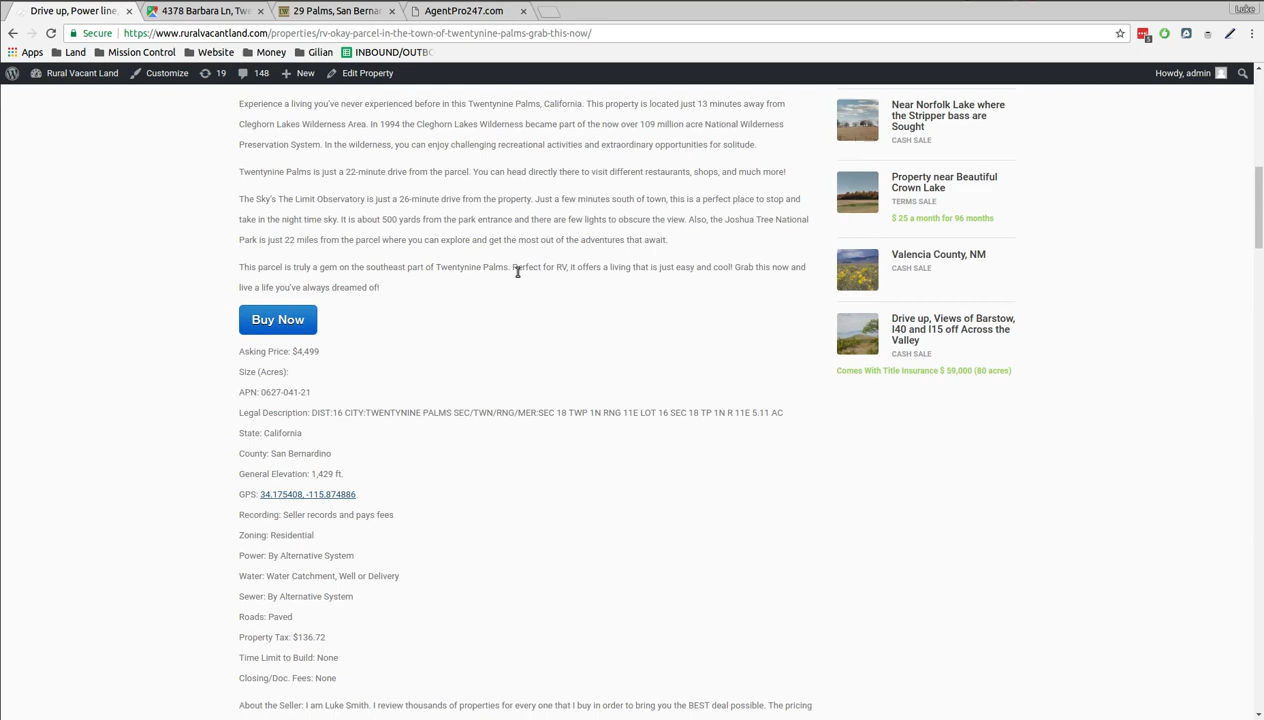 Drive up, Power line,
4378 Barbara Ln, Twe
29 Palms, San Berna
AgentPro247.com
Luke
Secure https://www.ruralvacantland.com/properties/rv-okay-parcel-in-the-town-of-twentynine-palms-grab-this-now/
Apps Land Mission Control Website Money Gilian INBOUND/OUTBO
Rural Vacant Land Customize 19 148 New Edit Property Howdy, admin
Experience a living you've never experienced before in this Twentynine Palms, California. This property is located just 13 minutes away from
Cleghorn Lakes Wilderness Area. In 1994 the Cleghorn Lakes Wilderness became part of the now over 109 million acre National Wilderness
Preservation System. In the wilderness, you can enjoy challenging recreational activities and extraordinary opportunities for solitude.
Twentynine Palms is just a 22-minute drive from the parcel. You can head directly there to visit different restaurants, shops, and much more!
The Sky's The Limit Observatory is just a 26-minute drive from the property. Just a few minutes south of town, this is a perfect place to stop and
take in the night time sky. It is about 500 yards from the park entrance and there are few lights to obscure the view. Also, the Joshua Tree National
Park is just 22 miles from the parcel where you can explore and get the most out of the adventures that await.
This parcel is truly a gem on the southeast part of Twentynine Palms. Perfect for RV, it offers a living that is just easy and cool! Grab this now and
live a life you've always dreamed of!
Buy Now
Asking Price: $4,499
Size (Acres):
APN: 0627-041-21
Legal Description: DIST:16 CITY:TWENTYNINE PALMS SEC/TWN/RNG/MER:SEC 18 TWP 1N RNG 11E LOT 16 SEC 18 TP 1N R 11E 5.11 AC
State: California
County: San Bernardino
General Elevation: 1,429 ft.
GPS: 34.175408, -115.874886
Recording: Seller records and pays fees
Zoning: Residential
Power: By Alternative System
Water: Water Catchment, Well or Delivery
Sewer: By Alternative System
Roads: Paved
Property Tax: $136.72
Time Limit to Build: None
Closing/Doc. Fees: None
About the Seller: I am Luke Smith. I review thousands of properties for every one that I buy in order to bring you the BEST deal possible. The pricing
Near Norfolk Lake where
the Stripper bass are
Sought
CASH SALE
Property near Beautiful
Crown Lake
TERMS SALE
$ 25 a month for 96 months
Valencia County, NM
CASH SALE
Drive up, Views of Barstow,
I40 and I15 off Across the
Valley
CASH SALE
Comes With Title Insurance $ 59,000 (80 acres)